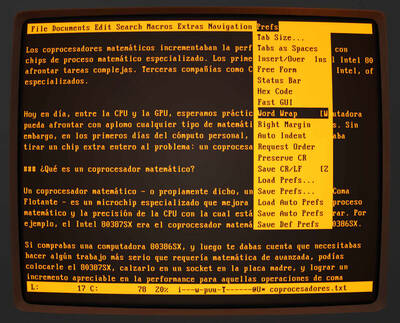 File Documents Edit Search Macros Extras Navigation Prefs
Tab Size...
Tabs as Spaces
Insert/Over Ins
Free Form
Status Bar
Hex Code
Fast GUI
Word Wrap [W
Right Margin
Auto Indent
Request Order
Preserve CR
Save CR/LF [Z
Load Prefs...
Save Prefs...
Load Auto Prefs
Save Auto Prefs
Save Def Prefs
Los coprocesadores matemáticos incrementaban la perf con
chips de proceso matemático especializado. Los prime l Intel 80
afrontar tareas complejas. Terceras compañías como C Intel, of
especializados.
Hoy en día, entre la CPU y la GPU, esperamos práctic tadora
pueda afrontar con aplomo cualquier tipo de matemáti s. Sin
embargo, en los primeros días del cómputo personal, ba
tirar un chip extra entero al problema: un coproces
### ¿Qué es un coprocesador matemático?
Un coprocesador matemático - o propiamente dicho, un Coma
Flotante - es un microchip especializado que mejora proceso
matemático y la precisión de la CPU con la cual está rar. Por
ejemplo, el Intel 80387SX era el coprocesador matemá 0386SX.
Si comprabas una computadora 80386SX, y luego te dabas cuenta que necesitabas
hacer algún trabajo más serio que requería matemática de avanzada, podías
colocarle el 80387SX, calzarlo en un socket en la placa madre, y lograr un
incremento apreciable en la performance para aquellas operaciones de coma
L: 17 C: 78 20% i---w-puu-T------@U* coprocesadores.txt